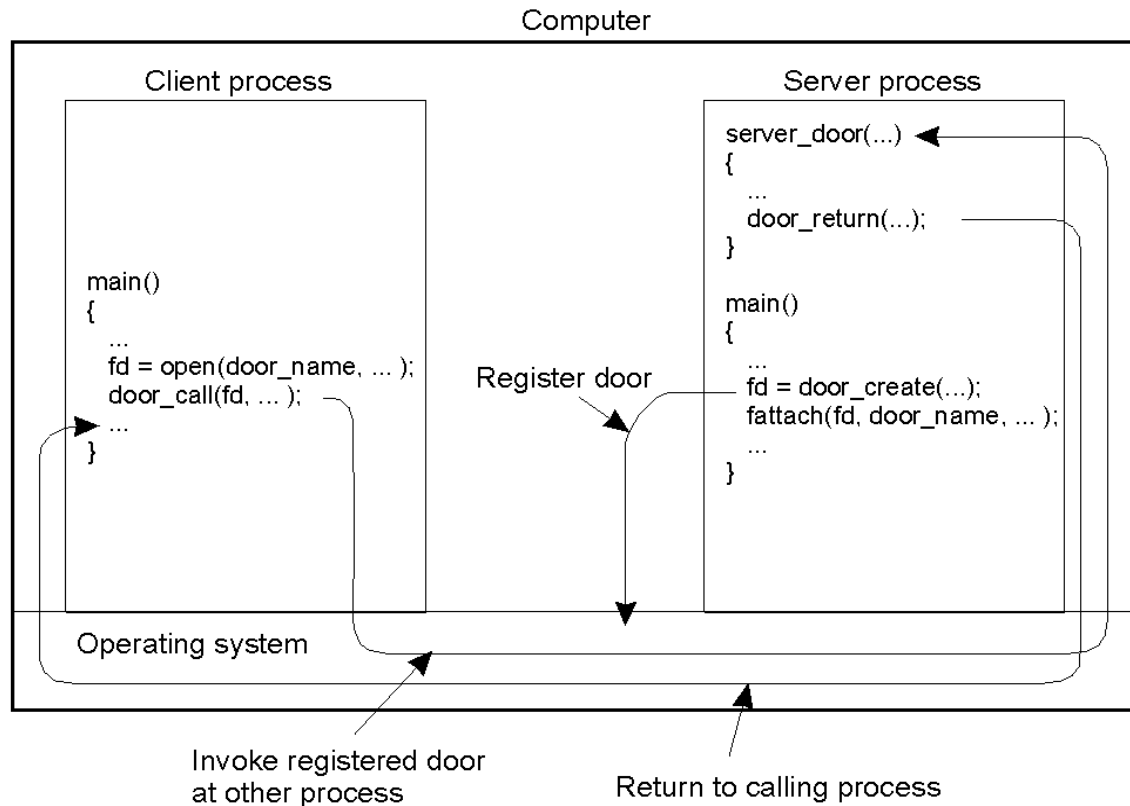 Computer
Client process
main()
{
...
fd = open(door_name, ... );
door_call(fd, ... );
...
}
Server process
server_door(...)
{
...
door_return(...);
}
main()
{
...
fd = door_create(...);
fattach(fd, door_name, ... );
...
}
Register door
Operating system
Invoke registered door
at other process
Return to calling process